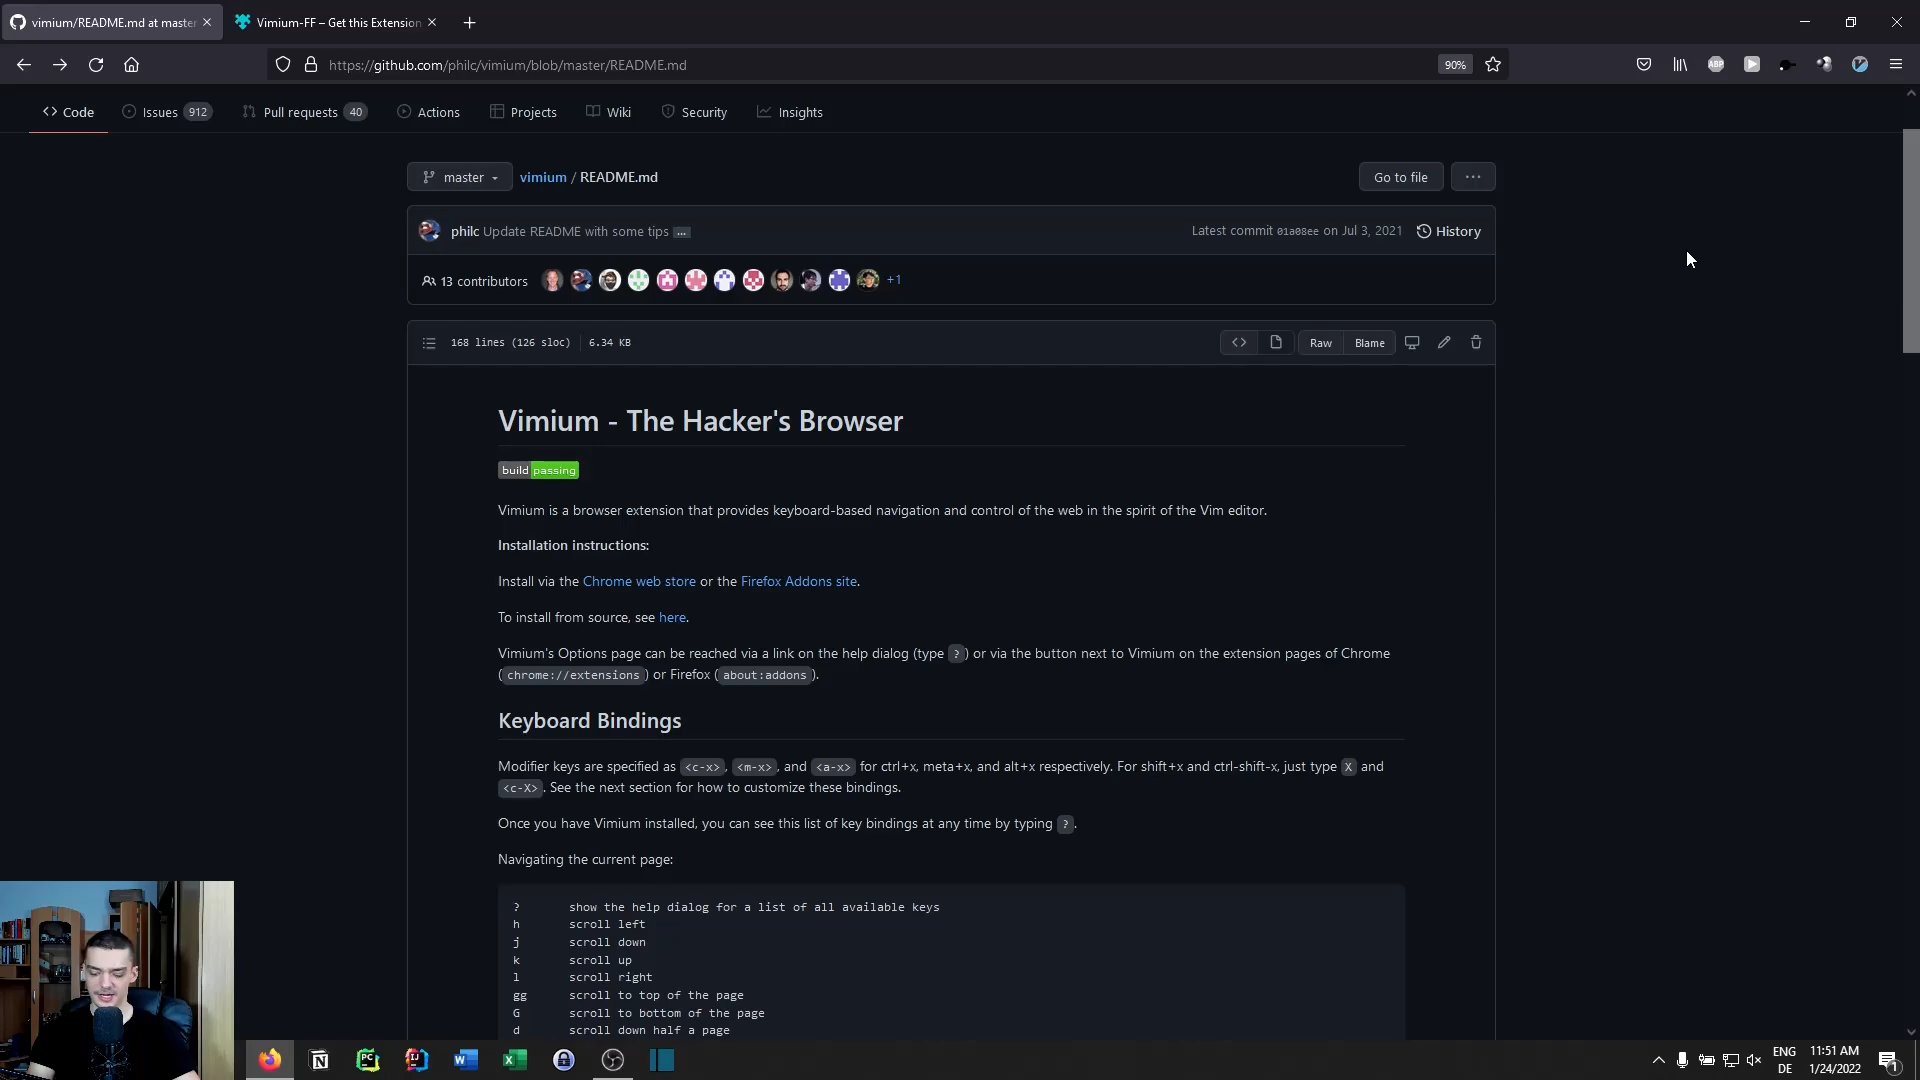 vimium/README.md at master
Vimium-FF – Get this Extension
https://github.com/philc/vimium/blob/master/README.md
90%
ABP
Code
Issues 912
Pull requests 40
Actions
Projects
Wiki
Security
Insights
master
vimium / README.md
Go to file
...
philc Update README with some tips ...
Latest commit 01a08ee on Jul 3, 2021
History
13 contributors
+1
168 lines (126 sloc)
6.34 KB
Raw
Blame
Vimium - The Hacker's Browser
build passing
Vimium is a browser extension that provides keyboard-based navigation and control of the web in the spirit of the Vim editor.
Installation instructions:
Install via the Chrome web store or the Firefox Addons site.
To install from source, see here.
Vimium's Options page can be reached via a link on the help dialog (type ?) or via the button next to Vimium on the extension pages of Chrome
(chrome://extensions) or Firefox (about:addons).
Keyboard Bindings
Modifier keys are specified as <c-x>, <m-x>, and <a-x> for ctrl+x, meta+x, and alt+x respectively. For shift+x and ctrl-shift-x, just type X and
<c-X>. See the next section for how to customize these bindings.
Once you have Vimium installed, you can see this list of key bindings at any time by typing ?.
Navigating the current page:
? show the help dialog for a list of all available keys
h scroll left
j scroll down
k scroll up
l scroll right
gg scroll to top of the page
G scroll to bottom of the page
d scroll down half a page
ENG
DE
11:51 AM
1/24/2022
1